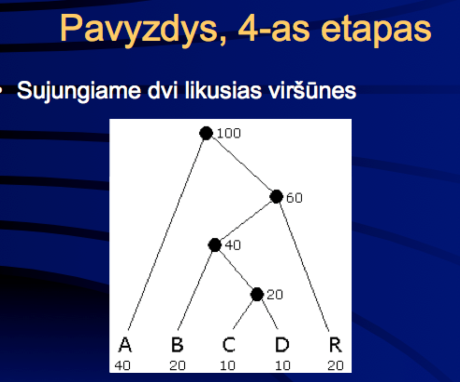 Pavyzdys, 4-as etapas
• Sujungiame dvi likusias viršūnes
100
60
40
20
A B C D R
40 20 10 10 20